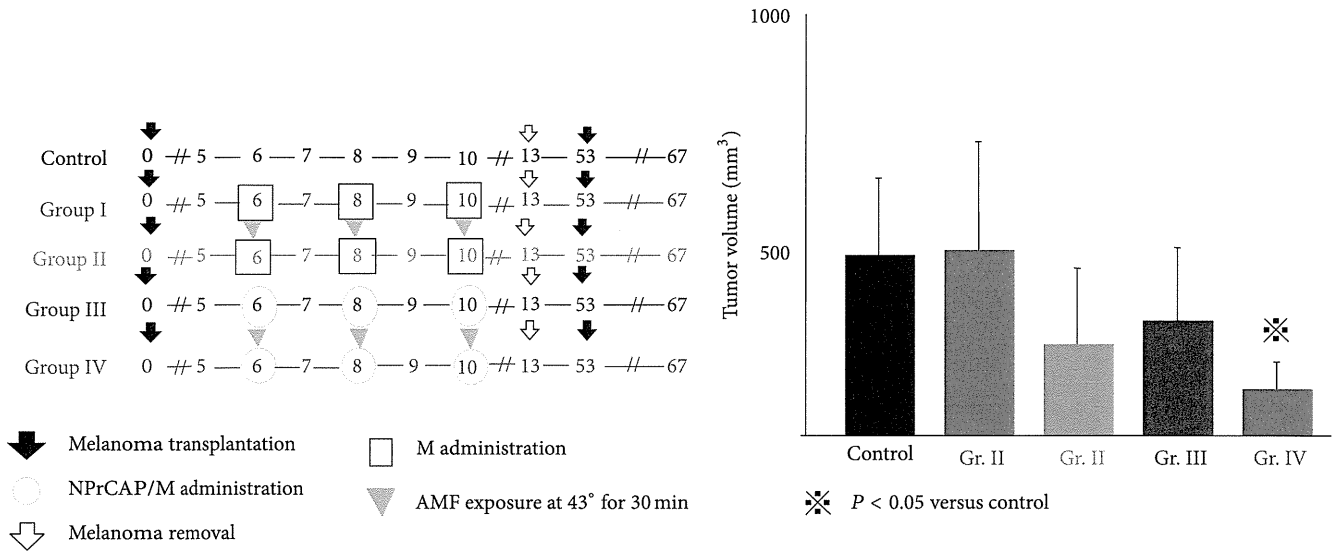 Control 0 5 6 7 8 9 10 13 53 67
Group I 0 5 6 7 8 9 10 13 53 67
Group II 0 5 6 7 8 9 10 13 53 67
Group III 0 5 6 7 8 9 10 13 53 67
Group IV 0 5 6 7 8 9 10 13 53 67
Melanoma transplantation
NPrCAP/M administration
Melanoma removal
M administration
AMF exposure at 43° for 30 min
1000
500
Tumor volume (mm³)
Control Gr. II Gr. II Gr. III Gr. IV
※ P < 0.05 versus control